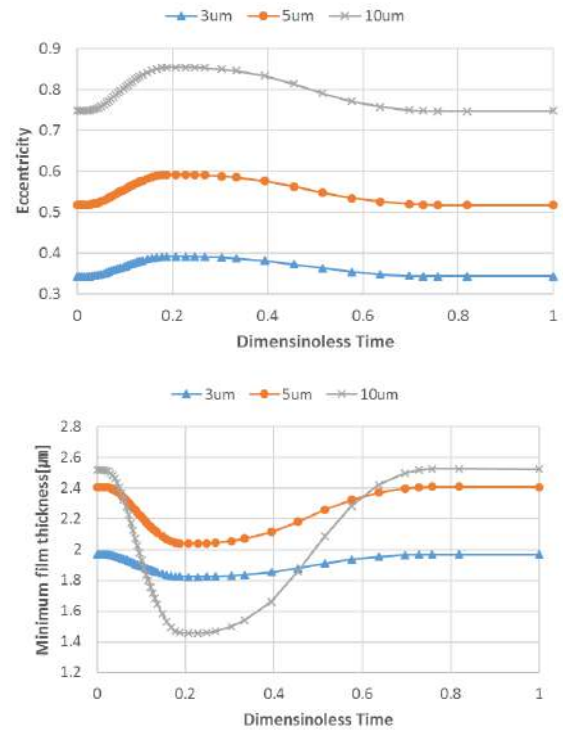 3um 5um 10um
0.9
0.8
0.7
0.6
0.5
0.4
0.3
Eccentricity
0 0.2 0.4 0.6 0.8 1
Dimensinoless Time
3um 5um 10um
2.8
2.6
2.4
2.2
2
1.8
1.6
1.4
1.2
Minimum film thickness[㎛]
0 0.2 0.4 0.6 0.8 1
Dimensinoless Time